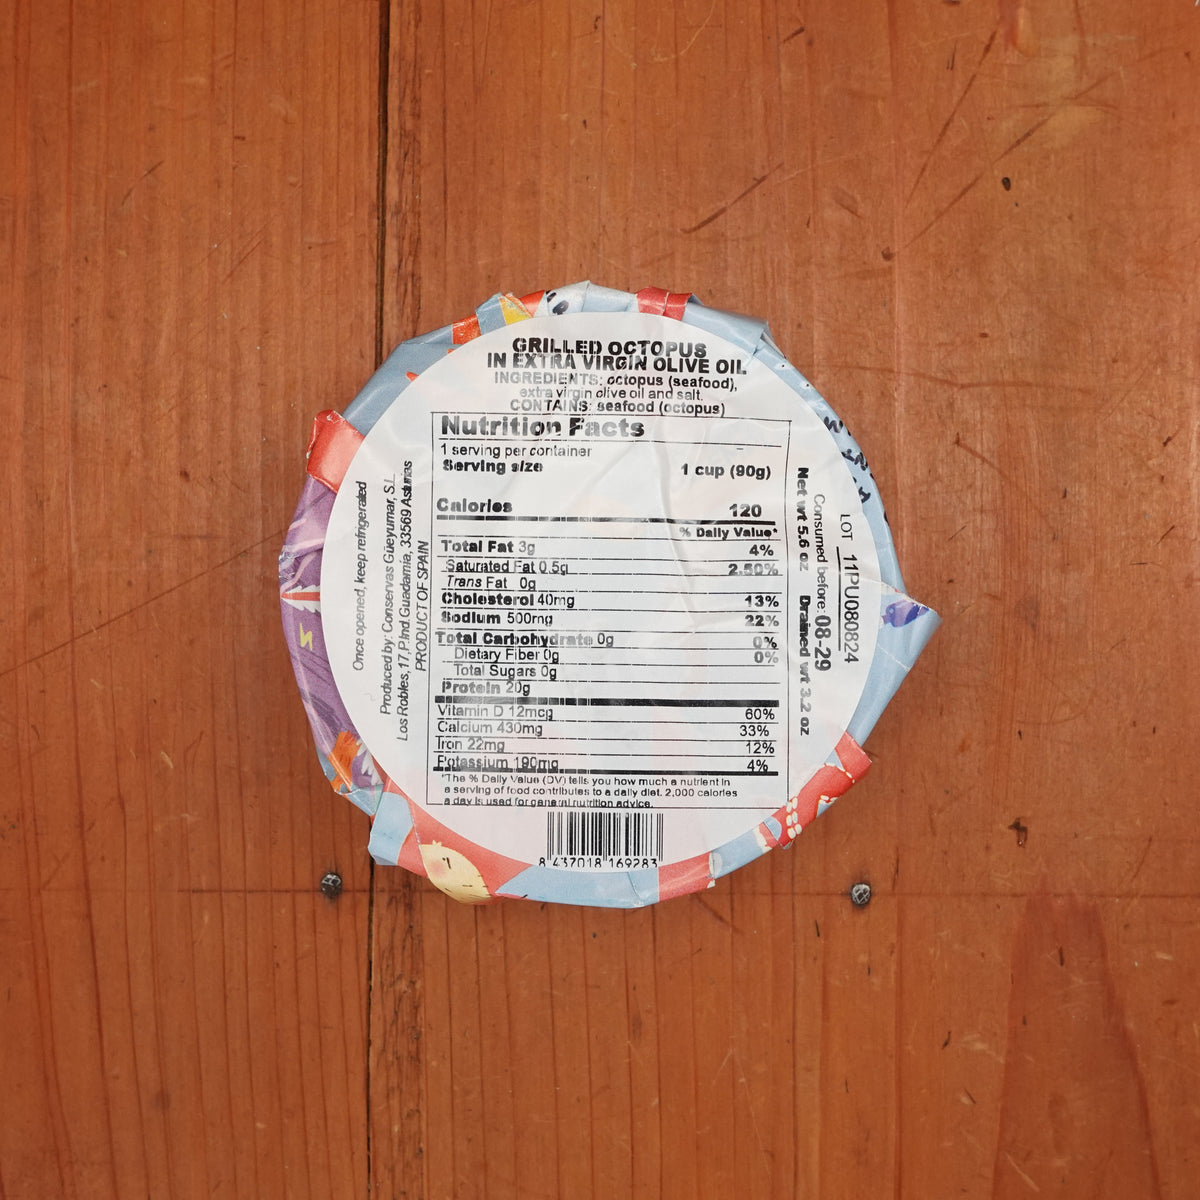 GRILLED OCTOPUS
IN EXTRA VIRGIN OLIVE OIL
INGREDIENTS: octopus (seafood),
extra virgin olive oil and salt.
CONTAINS: seafood (octopus)
Nutrition Facts
1 serving per container
Serving size 1 cup (90g)
Calories 120
% Daily Value*
Total Fat 3g 4%
Saturated Fat 0.5g 2.50%
Trans Fat 0g
Cholesterol 40mg 13%
Sodium 500mg 22%
Total Carbohydrate 0g 0%
Dietary Fiber 0g 0%
Total Sugars 0g
Protein 20g
Vitamin D 12mcg 60%
Calcium 430mg 33%
Iron 22mg 12%
Potassium 190mg 4%
*The % Daily Value (DV) tells you how much a nutrient in
a serving of food contributes to a daily diet. 2,000 calories
a day is used for general nutrition advice.
8 437018 169283
Once opened, keep refrigerated
Produced by: Conservas Güeyumar, S.L.
Los Robles, 17, P.Ind. Guadamia, 33569 Asturias
PRODUCT OF SPAIN
LOT 11PU080824
Consumed before: 08-29
Net wt 5.6 oz Drained wt 3.2 oz